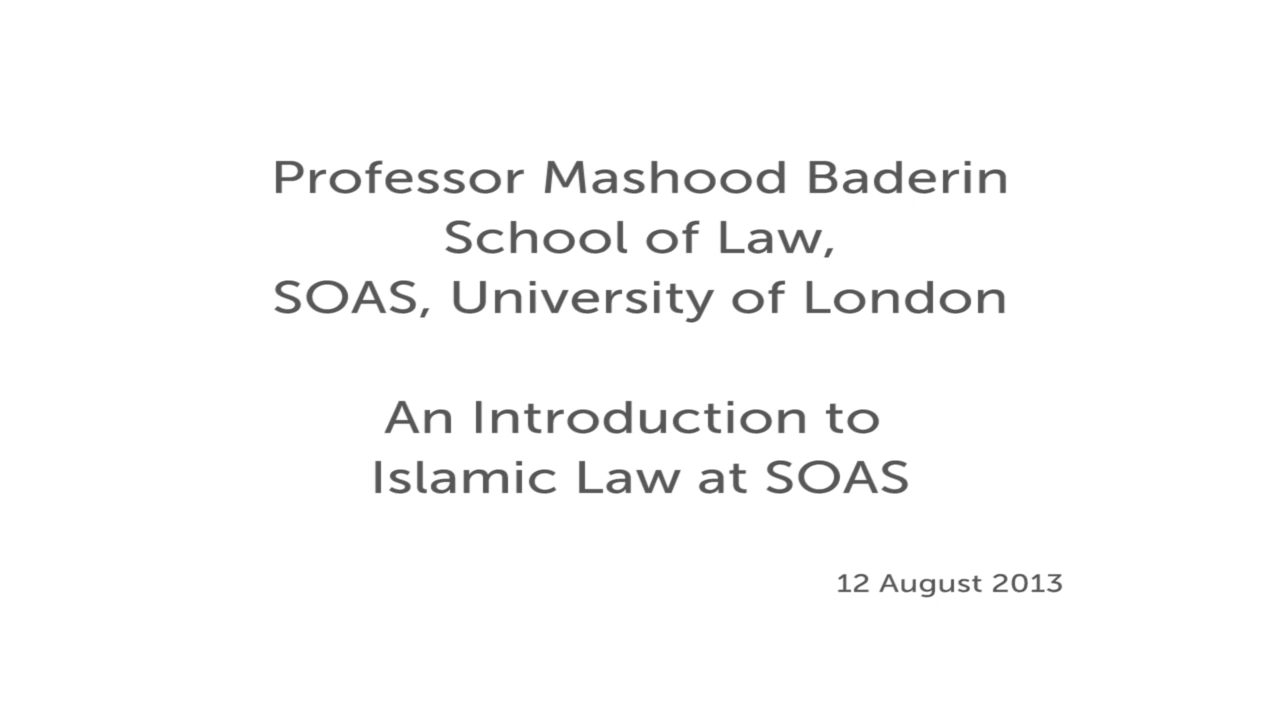 Professor Mashood Baderin
School of Law,
SOAS, University of London
An Introduction to
Islamic Law at SOAS
12 August 2013